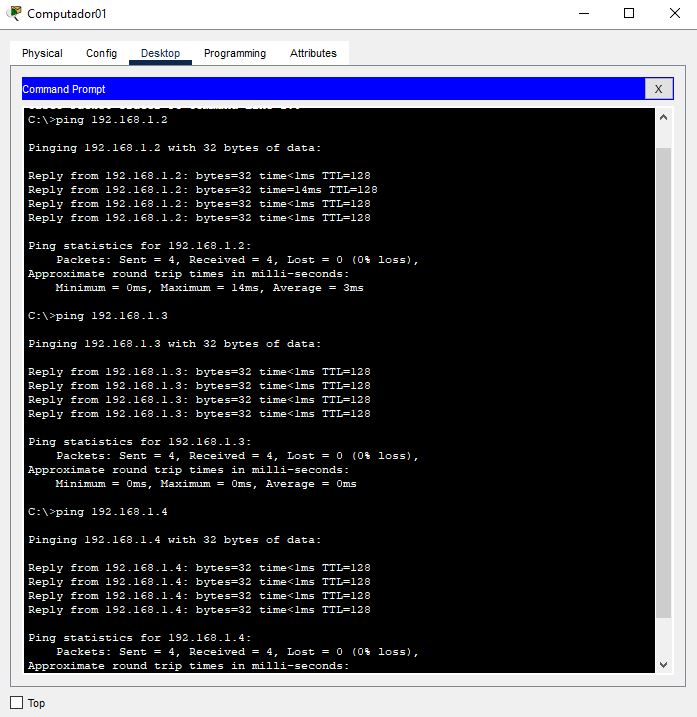 Computador01
Physical Config Desktop Programming Attributes
Command Prompt X
C:\>ping 192.168.1.2
Pinging 192.168.1.2 with 32 bytes of data:
Reply from 192.168.1.2: bytes=32 time<1ms TTL=128
Reply from 192.168.1.2: bytes=32 time=14ms TTL=128
Reply from 192.168.1.2: bytes=32 time<1ms TTL=128
Reply from 192.168.1.2: bytes=32 time<1ms TTL=128
Ping statistics for 192.168.1.2:
Packets: Sent = 4, Received = 4, Lost = 0 (0% loss),
Approximate round trip times in milli-seconds:
Minimum = 0ms, Maximum = 14ms, Average = 3ms
C:\>ping 192.168.1.3
Pinging 192.168.1.3 with 32 bytes of data:
Reply from 192.168.1.3: bytes=32 time<1ms TTL=128
Reply from 192.168.1.3: bytes=32 time<1ms TTL=128
Reply from 192.168.1.3: bytes=32 time<1ms TTL=128
Reply from 192.168.1.3: bytes=32 time<1ms TTL=128
Ping statistics for 192.168.1.3:
Packets: Sent = 4, Received = 4, Lost = 0 (0% loss),
Approximate round trip times in milli-seconds:
Minimum = 0ms, Maximum = 0ms, Average = 0ms
C:\>ping 192.168.1.4
Pinging 192.168.1.4 with 32 bytes of data:
Reply from 192.168.1.4: bytes=32 time<1ms TTL=128
Reply from 192.168.1.4: bytes=32 time<1ms TTL=128
Reply from 192.168.1.4: bytes=32 time<1ms TTL=128
Reply from 192.168.1.4: bytes=32 time<1ms TTL=128
Ping statistics for 192.168.1.4:
Packets: Sent = 4, Received = 4, Lost = 0 (0% loss),
Approximate round trip times in milli-seconds:
Top